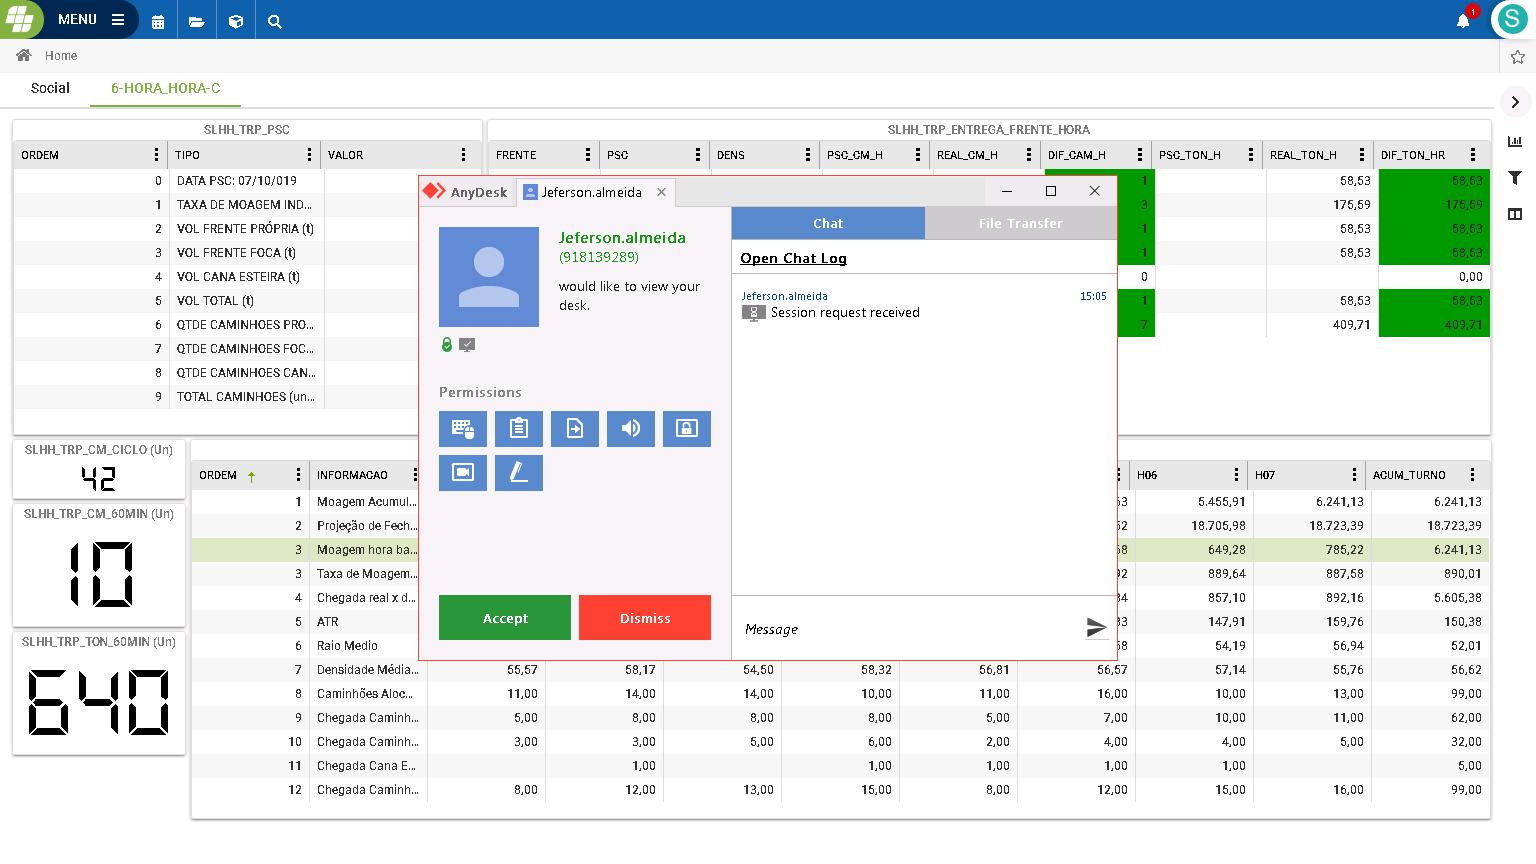 MENU
1
S
Home
Social 6-HORA_HORA-C
SLHH_TRP_PSC
ORDEM TIPO VALOR
0 DATA PSC: 07/10/019
1 TAXA DE MOAGEM IND...
2 VOL FRENTE PRÓPRIA (t)
3 VOL FRENTE FOCA (t)
4 VOL CANA ESTEIRA (t)
5 VOL TOTAL (t)
6 QTDE CAMINHOES PRO...
7 QTDE CAMINHOES FOC...
8 QTDE CAMINHOES CAN...
9 TOTAL CAMINHOES (un...
SLHH_TRP_ENTREGA_FRENTE_HORA
FRENTE PSC DENS PSC_CM_H REAL_CM_H DIF_CAM_H PSC_TON_H REAL_TON_H DIF_TON_HR
1 58,53 58,53
3 175,59 175,59
1 58,53 58,53
1 58,53 58,53
0 0,00
1 58,53 58,53
7 409,71 409,71
AnyDesk Jeferson.almeida
Jeferson.almeida
(918139289)
would like to view your
desk.
Permissions
Accept Dismiss
Chat File Transfer
Open Chat Log
Jeferson.almeida 15:05
Session request received
Message
SLHH_TRP_CM_CICLO (Un)
42
SLHH_TRP_CM_60MIN (Un)
10
SLHH_TRP_TON_60MIN (Un)
640
ORDEM INFORMACAO H06 H07 ACUM_TURNO
1 Moagem Acumul... 63 5.455,91 6.241,13 6.241,13
2 Projeção de Fech... 52 18.705,98 18.723,39 18.723,39
3 Moagem hora ba... 68 649,28 785,22 6.241,13
3 Taxa de Moagem... 92 889,64 887,58 890,01
4 Chegada real x d... 34 857,10 892,16 5.605,38
5 ATR 33 147,91 159,76 150,38
6 Raio Medio 58 54,19 56,94 52,01
7 Densidade Média... 55,57 58,17 54,50 58,32 56,81 56,57 57,14 55,76 56,62
8 Caminhões Aloc... 11,00 14,00 14,00 10,00 11,00 16,00 10,00 13,00 99,00
9 Chegada Caminh... 5,00 8,00 8,00 8,00 5,00 7,00 10,00 11,00 62,00
10 Chegada Caminh... 3,00 3,00 5,00 6,00 2,00 4,00 4,00 5,00 32,00
11 Chegada Cana E... 1,00 1,00 1,00 1,00 1,00 5,00
12 Chegada Caminh... 8,00 12,00 13,00 15,00 8,00 12,00 15,00 16,00 99,00